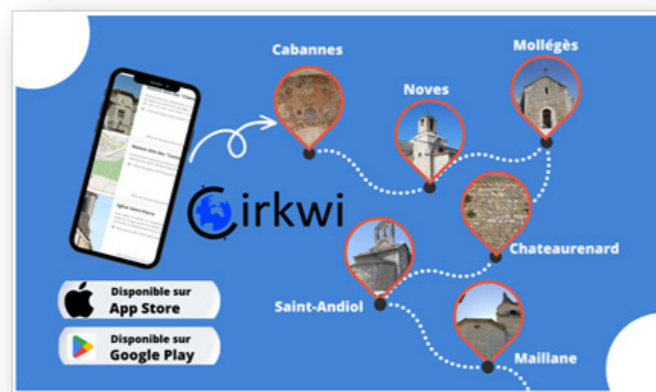 Cabannes
Noves
Mollégès
Cirkwi
Chateaurenard
Saint-Andiol
Maillane
Disponible sur
App Store
Disponible sur
Google Play